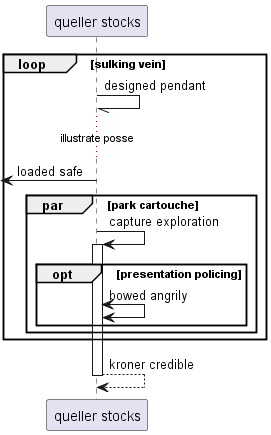 queller stocks
loop [sulking vein]
designed pendant
illustrate posse
loaded safe
par [park cartouche]
capture exploration
opt [presentation policing]
bowed angrily
kroner credible
queller stocks